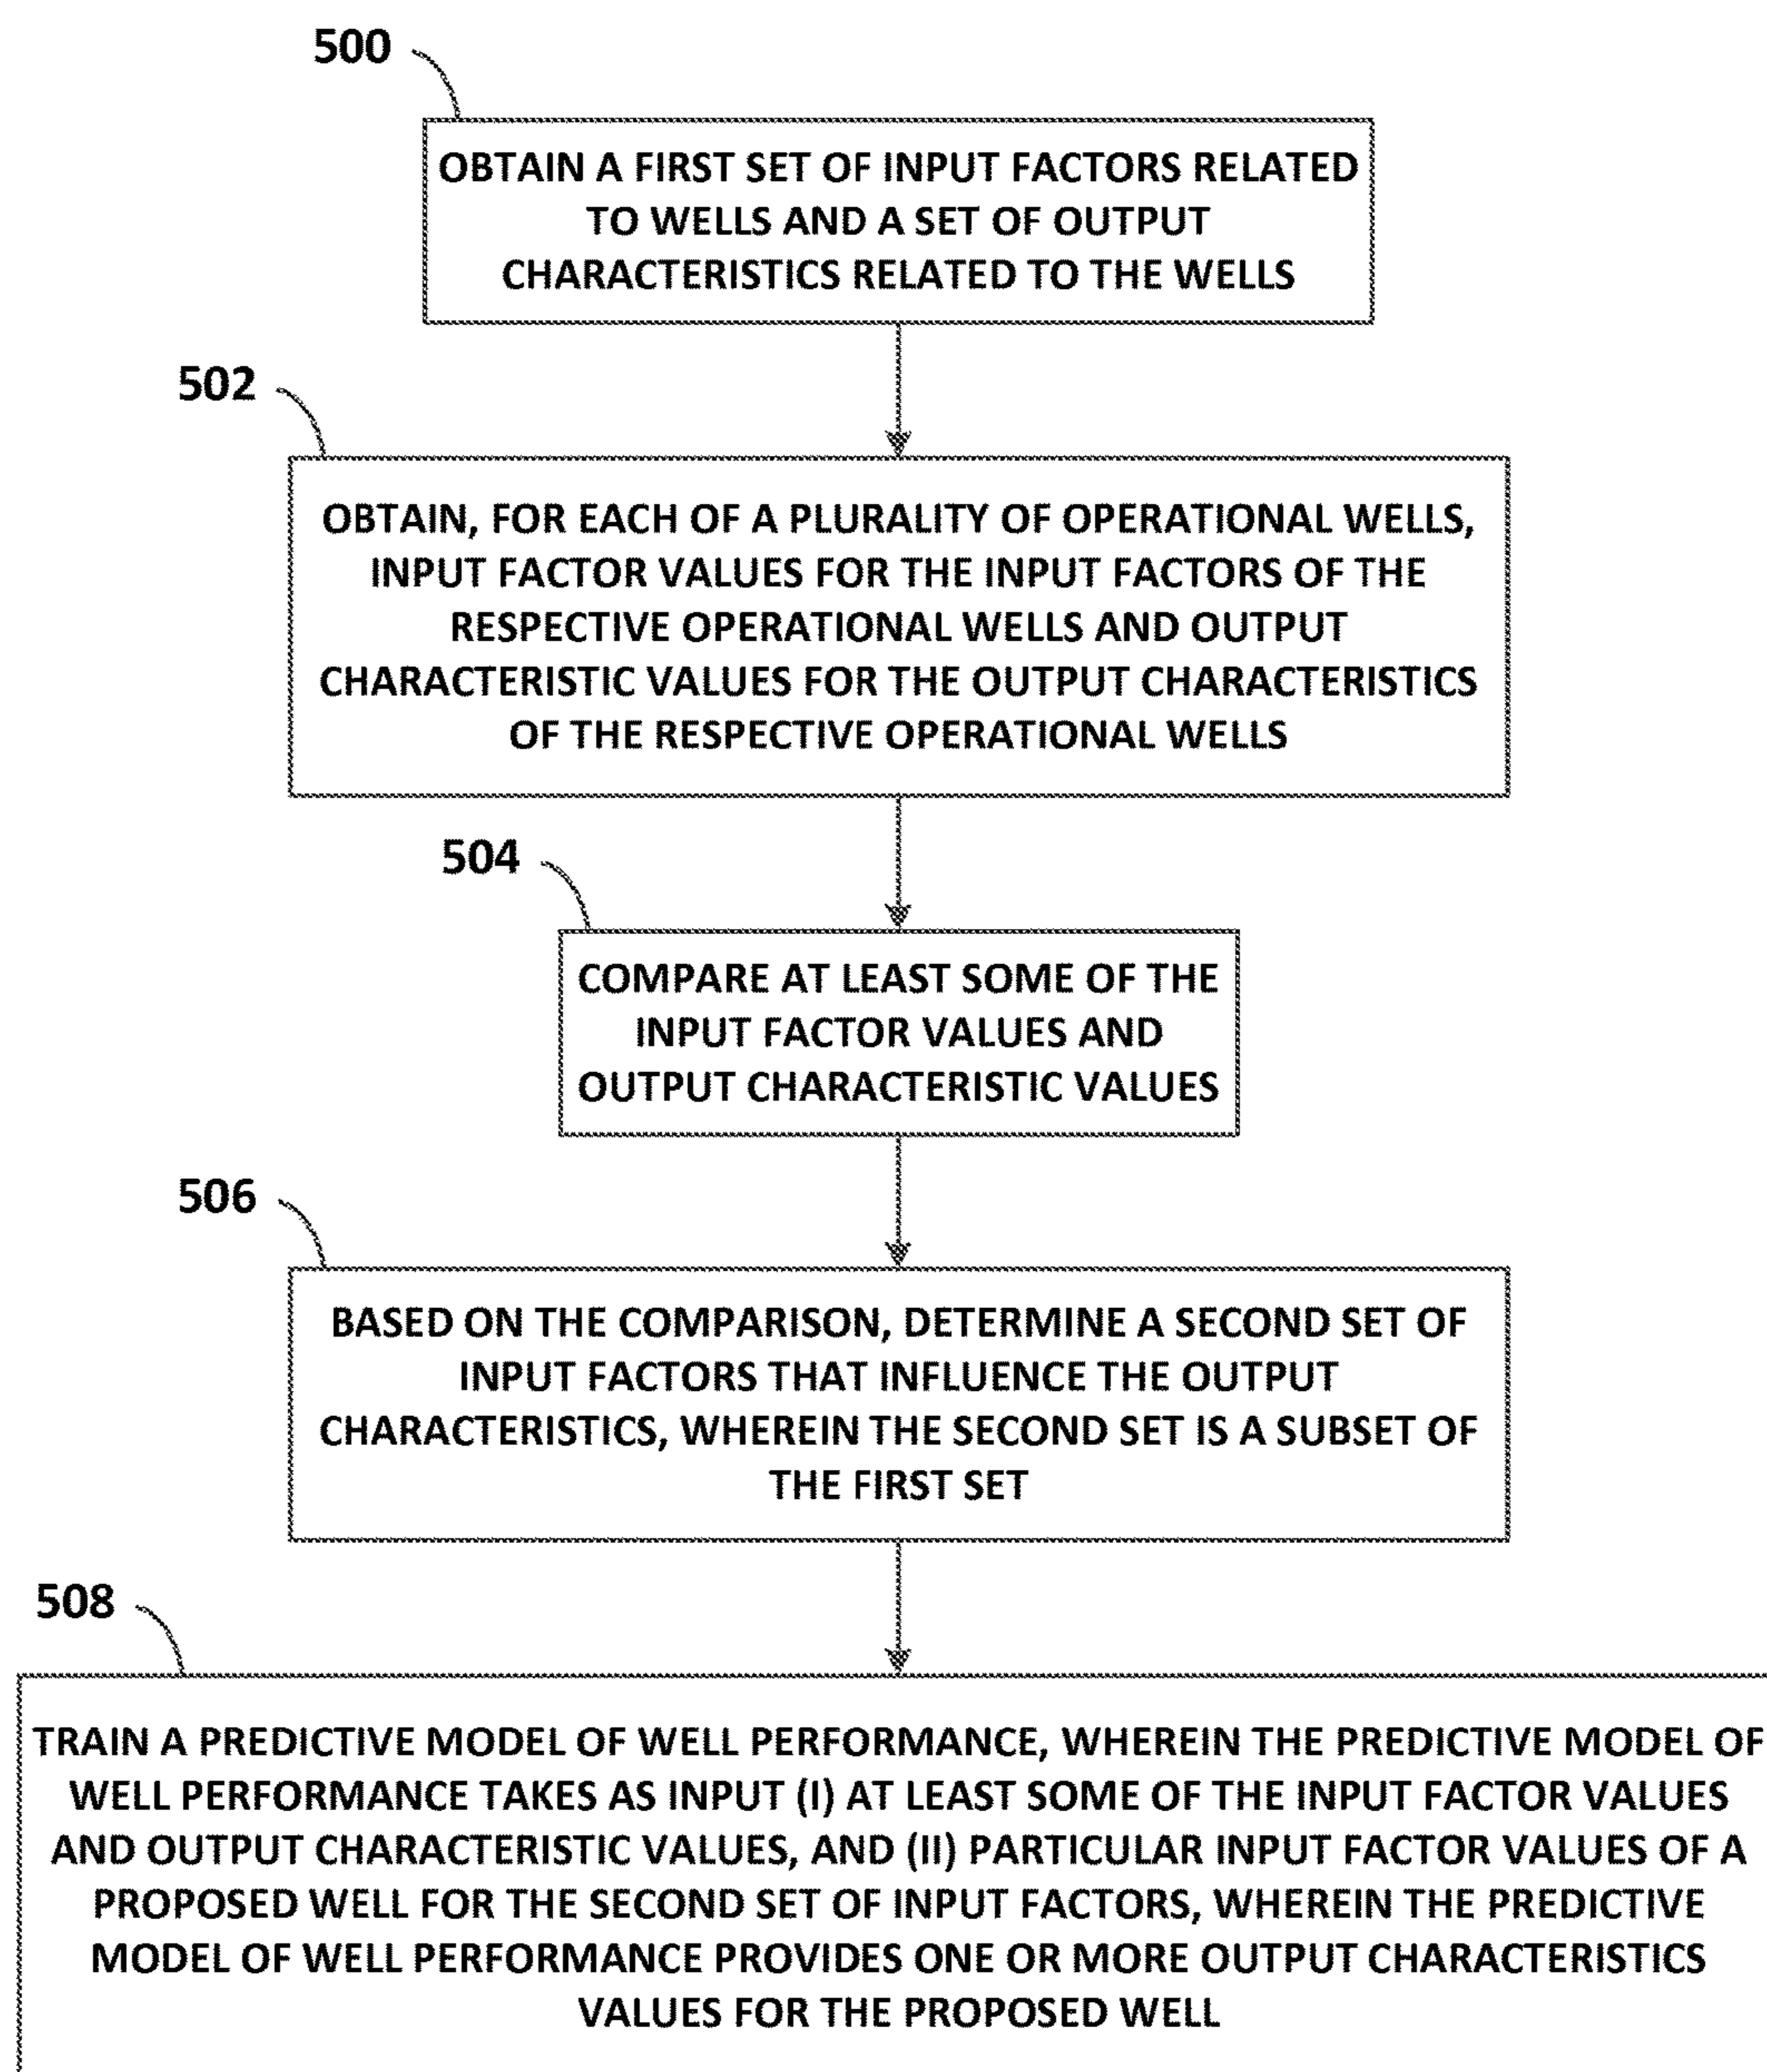 500
OBTAIN A FIRST SET OF INPUT FACTORS RELATED
TO WELLS AND A SET OF OUTPUT
CHARACTERISTICS RELATED TO THE WELLS
502
OBTAIN, FOR EACH OF A PLURALITY OF OPERATIONAL WELLS,
INPUT FACTOR VALUES FOR THE INPUT FACTORS OF THE
RESPECTIVE OPERATIONAL WELLS AND OUTPUT
CHARACTERISTIC VALUES FOR THE OUTPUT CHARACTERISTICS
OF THE RESPECTIVE OPERATIONAL WELLS
504
COMPARE AT LEAST SOME OF THE
INPUT FACTOR VALUES AND
OUTPUT CHARACTERISTIC VALUES
506
BASED ON THE COMPARISON, DETERMINE A SECOND SET OF
INPUT FACTORS THAT INFLUENCE THE OUTPUT
CHARACTERISTICS, WHEREIN THE SECOND SET IS A SUBSET OF
THE FIRST SET
508
TRAIN A PREDICTIVE MODEL OF WELL PERFORMANCE, WHEREIN THE PREDICTIVE MODEL OF
WELL PERFORMANCE TAKES AS INPUT (I) AT LEAST SOME OF THE INPUT FACTOR VALUES
AND OUTPUT CHARACTERISTIC VALUES, AND (II) PARTICULAR INPUT FACTOR VALUES OF A
PROPOSED WELL FOR THE SECOND SET OF INPUT FACTORS, WHEREIN THE PREDICTIVE
MODEL OF WELL PERFORMANCE PROVIDES ONE OR MORE OUTPUT CHARACTERISTICS
VALUES FOR THE PROPOSED WELL